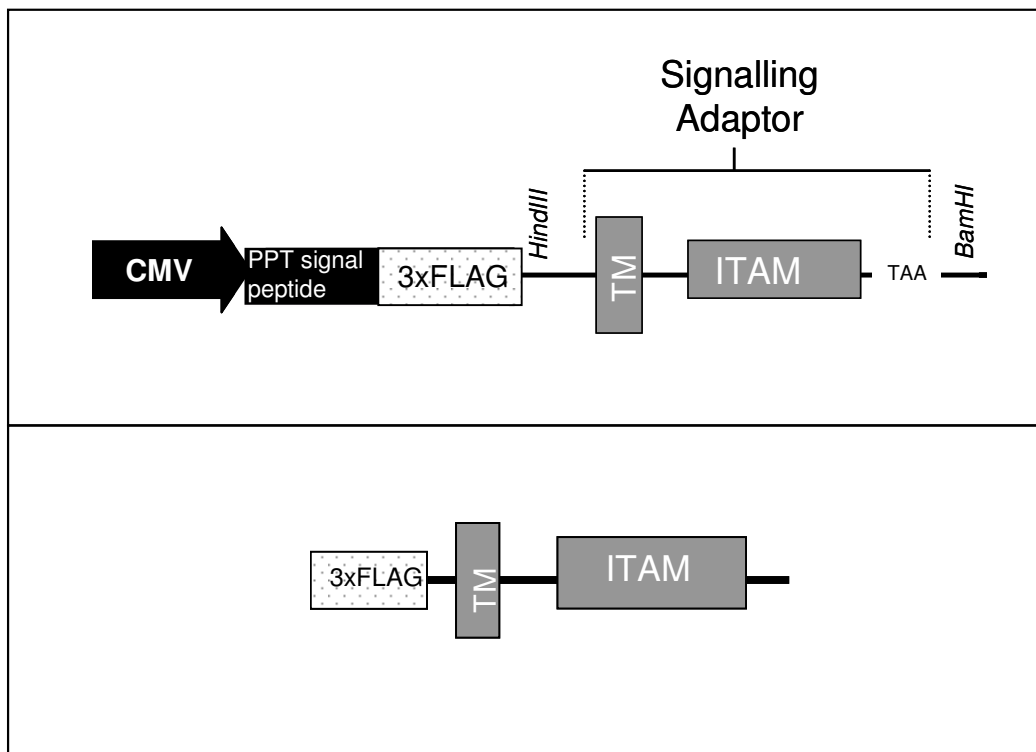 Signalling
Adaptor
HindIII
BamHI
CMV
PPT signal
peptide
3xFLAG
TM
ITAM
TAA
3xFLAG
TM
ITAM